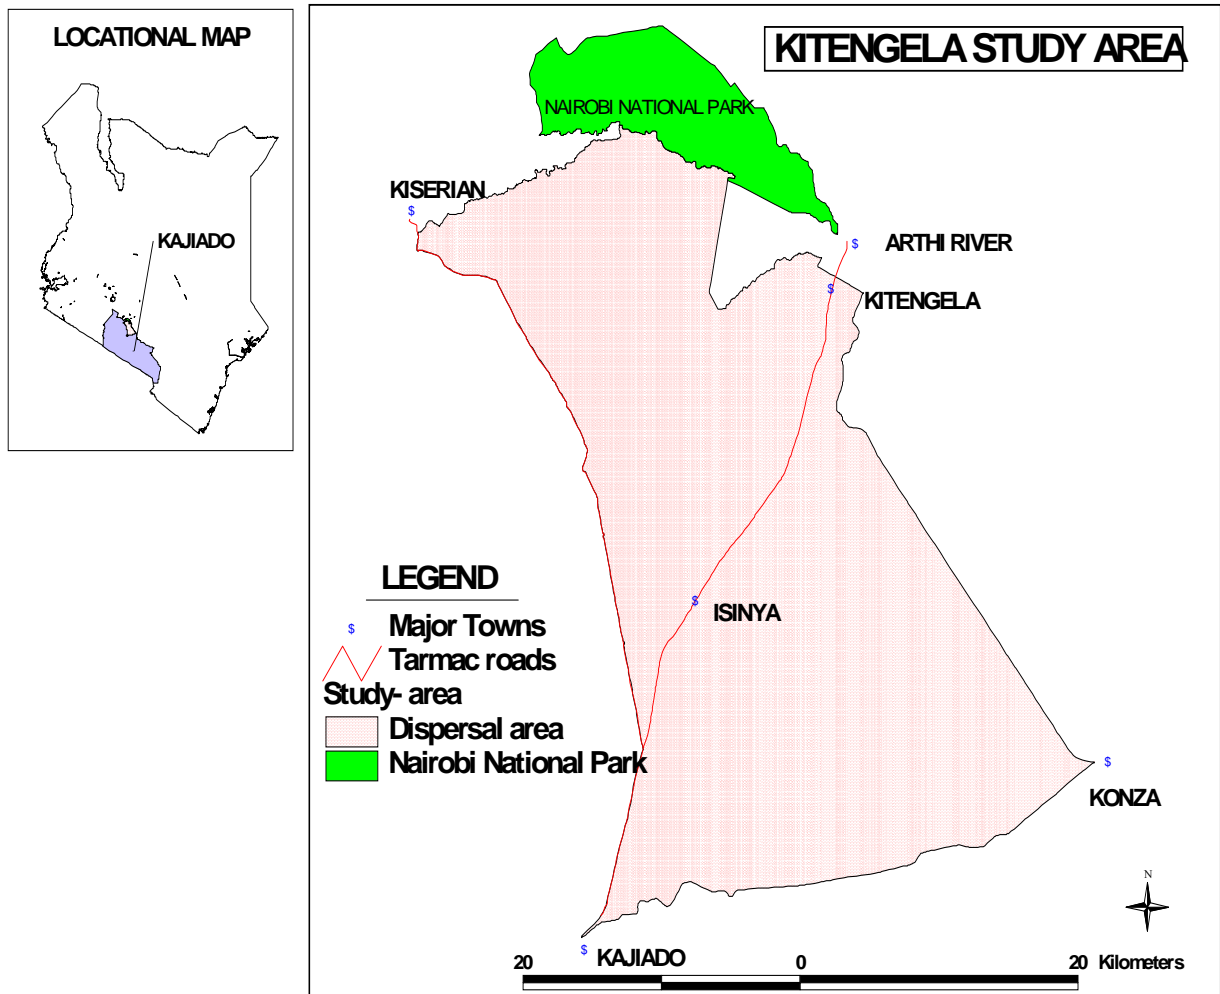 LOCATIONAL MAP
KAJIADO
KITENGELA STUDY AREA
NAIROBI NATIONAL PARK
KISERIAN
$
$
ARTHI RIVER
$
KITENGELA
$
ISINYA
LEGEND
$ Major Towns
Tarmac roads
Study- area
Dispersal area
Nairobi National Park
$
KONZA
N
$
KAJIADO
20 0 20 Kilometers